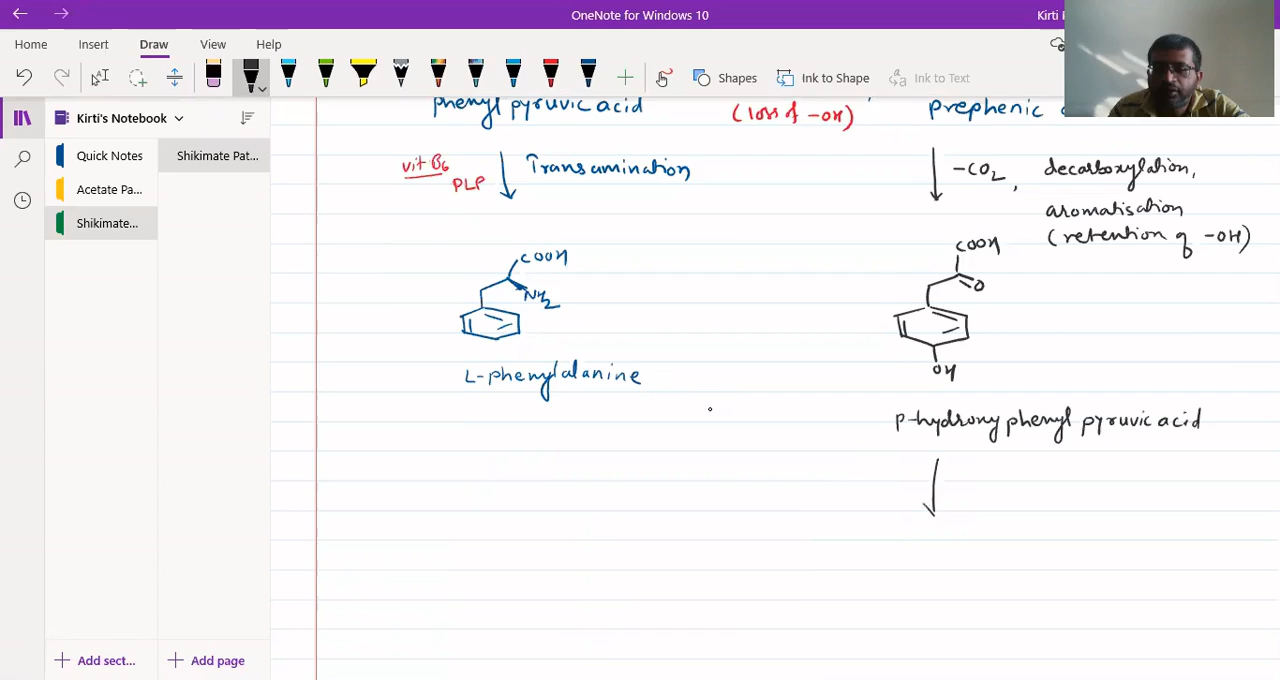 OneNote for Windows 10
Kirti
Home Insert Draw View Help
Shapes Ink to Shape Ink to Text
Kirti's Notebook
Quick Notes
Acetate Pa...
Shikimate...
Shikimate Pat...
Add sect...
Add page
phenyl pyruvic acid
(loss of -OH)
prephenic
vit B6
PLP
Transamination
-CO2, decarboxylation,
aromatisation
(retention of -OH)
COOH
NH2
L-phenylalanine
COOH
O
OH
p-hydroxy phenyl pyruvic acid